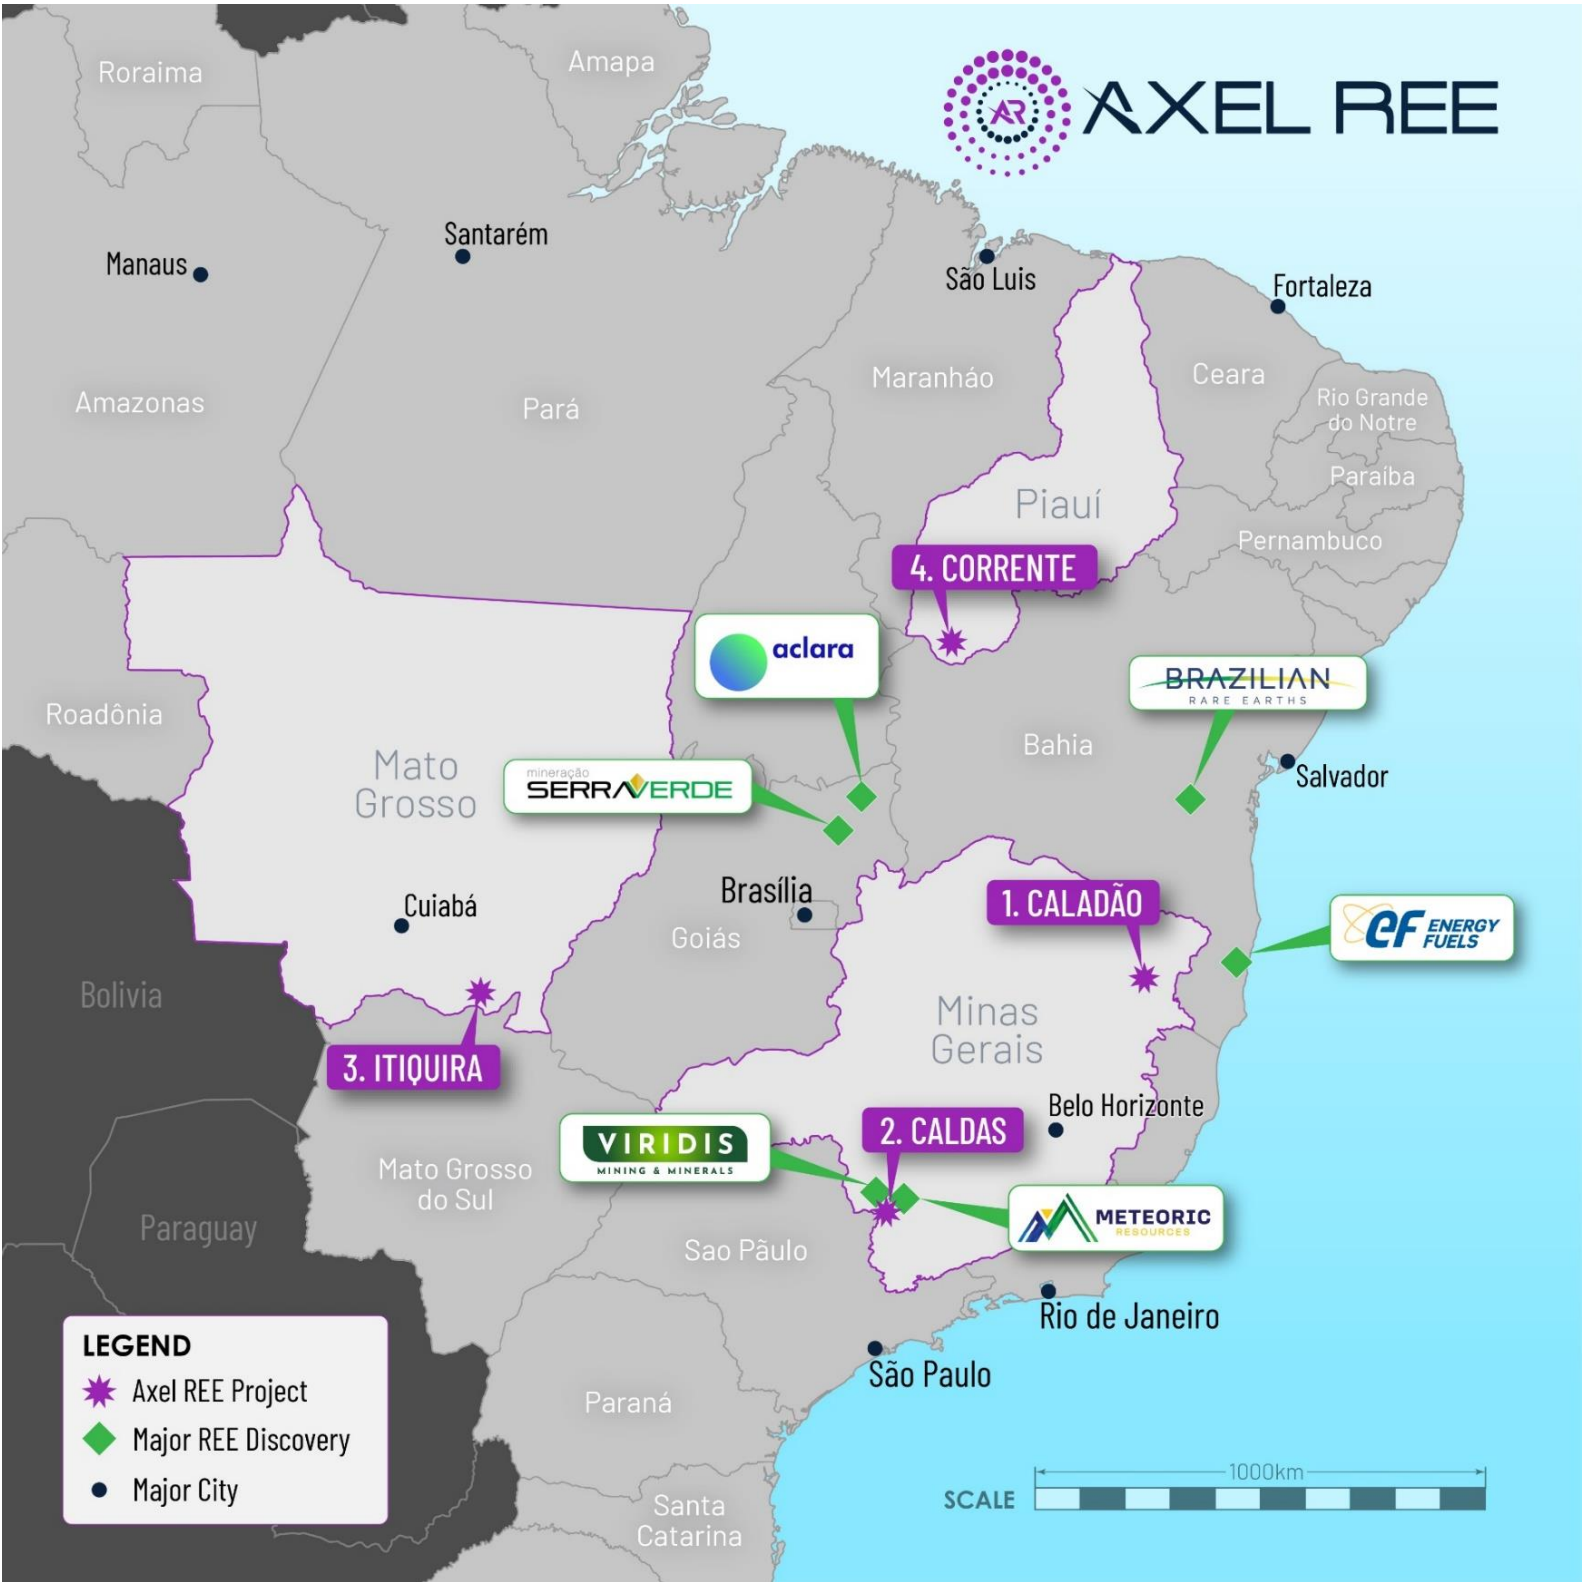 Roraima
Amapa
AR
AXEL REE
Santarém
Manaus
São Luis
Fortaleza
Maranháo
Ceara
Amazonas
Pará
Rio Grande
do Notre
Paraíba
Piauí
Pernambuco
4. CORRENTE
aclara
BRAZILIAN
RARE EARTHS
Roadônia
Mato
Grosso
Bahia
mineração
SERRAVERDE
Salvador
Cuiabá
Brasília
1. CALADÃO
Goiás
eF ENERGY
FUELS
Bolivia
Minas
Gerais
3. ITIQUIRA
Belo Horizonte
2. CALDAS
VIRIDIS
MINING & MINERALS
Mato Grosso
do Sul
METEORIC
RESOURCES
Paraguay
Sao Pãulo
Rio de Janeiro
São Paulo
LEGEND
Axel REE Project
Major REE Discovery
Major City
Paraná
Santa
Catarina
1000km
SCALE